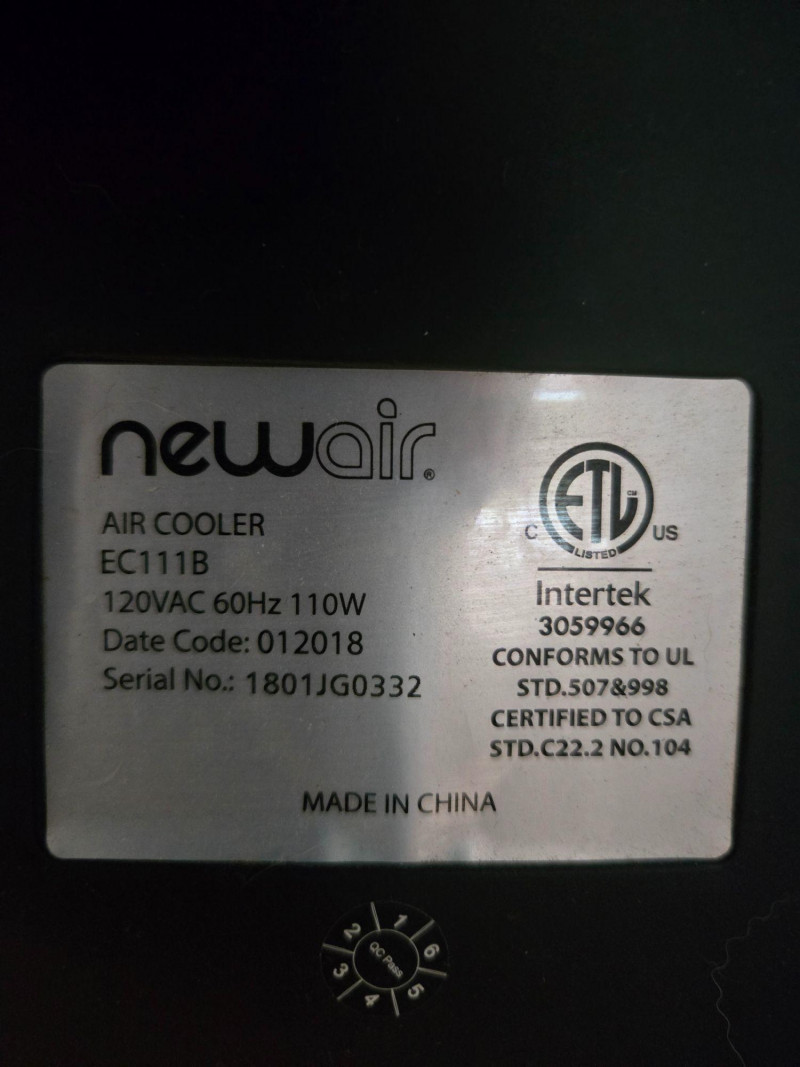 newair®
AIR COOLER
EC111B
120VAC 60Hz 110W
Date Code: 012018
Serial No.: 1801JG0332
C ETL CM US
LISTED
Intertek
3059966
CONFORMS TO UL
STD.507&998
CERTIFIED TO CSA
STD.C22.2 NO.104
MADE IN CHINA
1 2 3 4 5 6
QC Pass